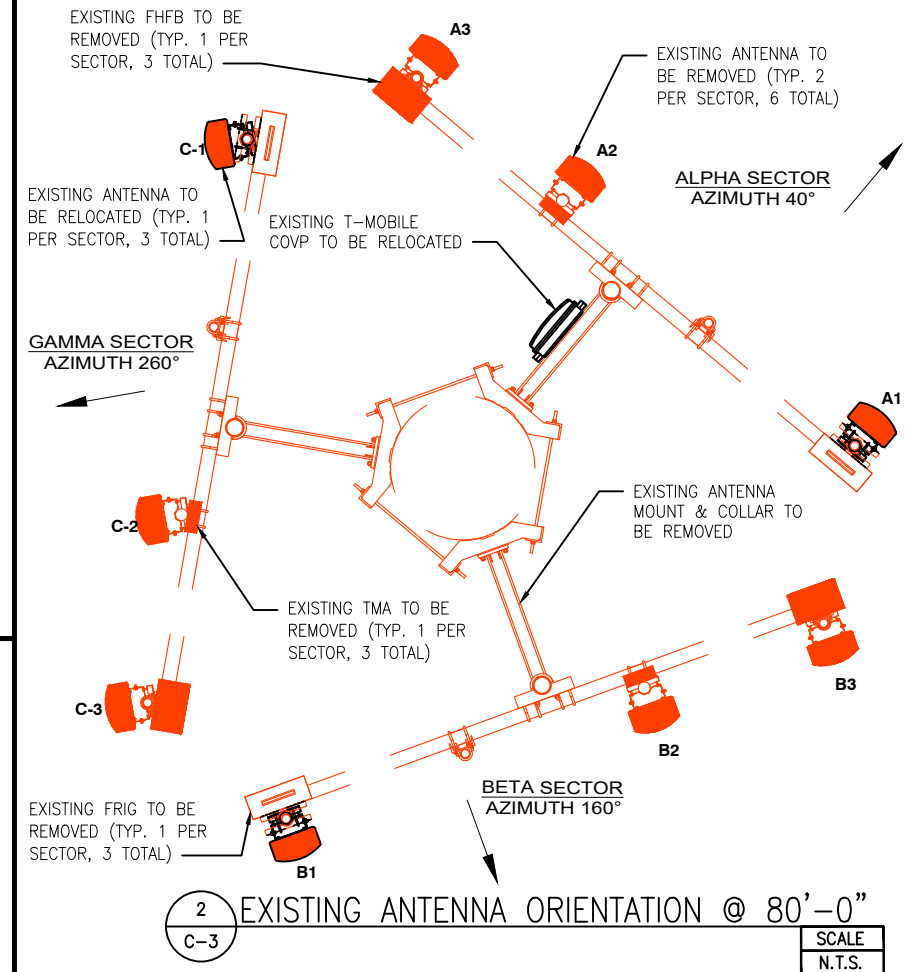 EXISTING FHFB TO BE
REMOVED (TYP. 1 PER
SECTOR, 3 TOTAL)
A3
EXISTING ANTENNA TO
BE REMOVED (TYP. 2
PER SECTOR, 6 TOTAL)
C-1
A2
ALPHA SECTOR
AZIMUTH 40°
EXISTING ANTENNA TO
BE RELOCATED (TYP. 1
PER SECTOR, 3 TOTAL)
EXISTING T-MOBILE
COVP TO BE RELOCATED
GAMMA SECTOR
AZIMUTH 260°
A1
EXISTING ANTENNA
MOUNT & COLLAR TO
BE REMOVED
C-2
EXISTING TMA TO BE
REMOVED (TYP. 1 PER
SECTOR, 3 TOTAL)
B3
C-3
B2
BETA SECTOR
AZIMUTH 160°
EXISTING FRIG TO BE
REMOVED (TYP. 1 PER
SECTOR, 3 TOTAL)
B1
2
C-3
EXISTING ANTENNA ORIENTATION @ 80'-0"
SCALE
N.T.S.